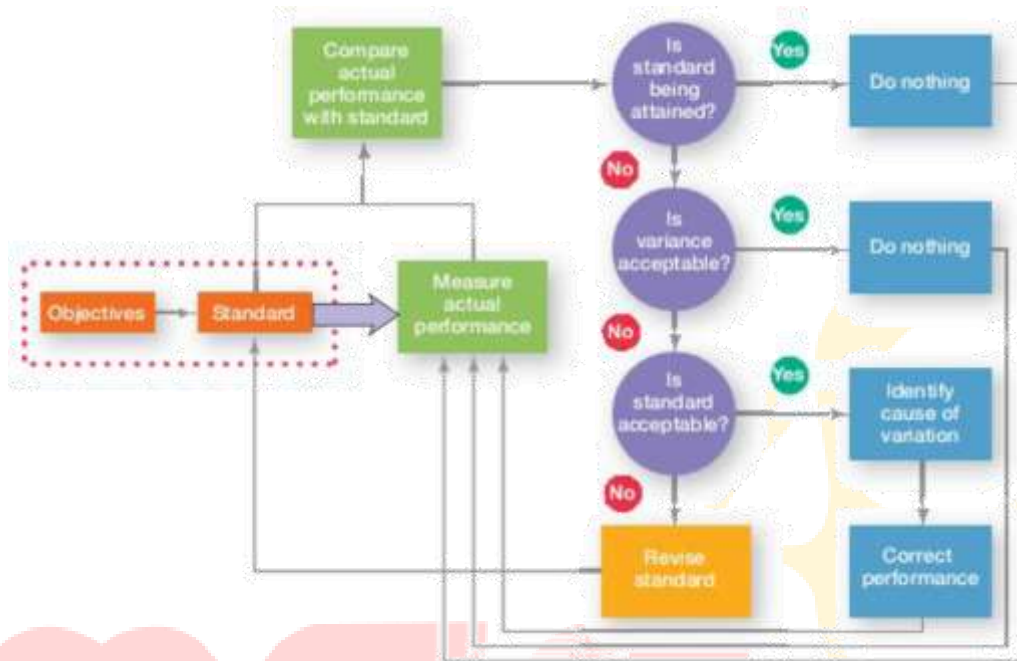 Compare
actual
performance
with standard
Is
standard
being
attained?
Yes
Do nothing
No
Is
variance
acceptable?
Yes
Do nothing
Objectives
Standard
Measure
actual
performance
No
Is
standard
acceptable?
Yes
Identify
cause of
variation
No
Revise
standard
Correct
performance